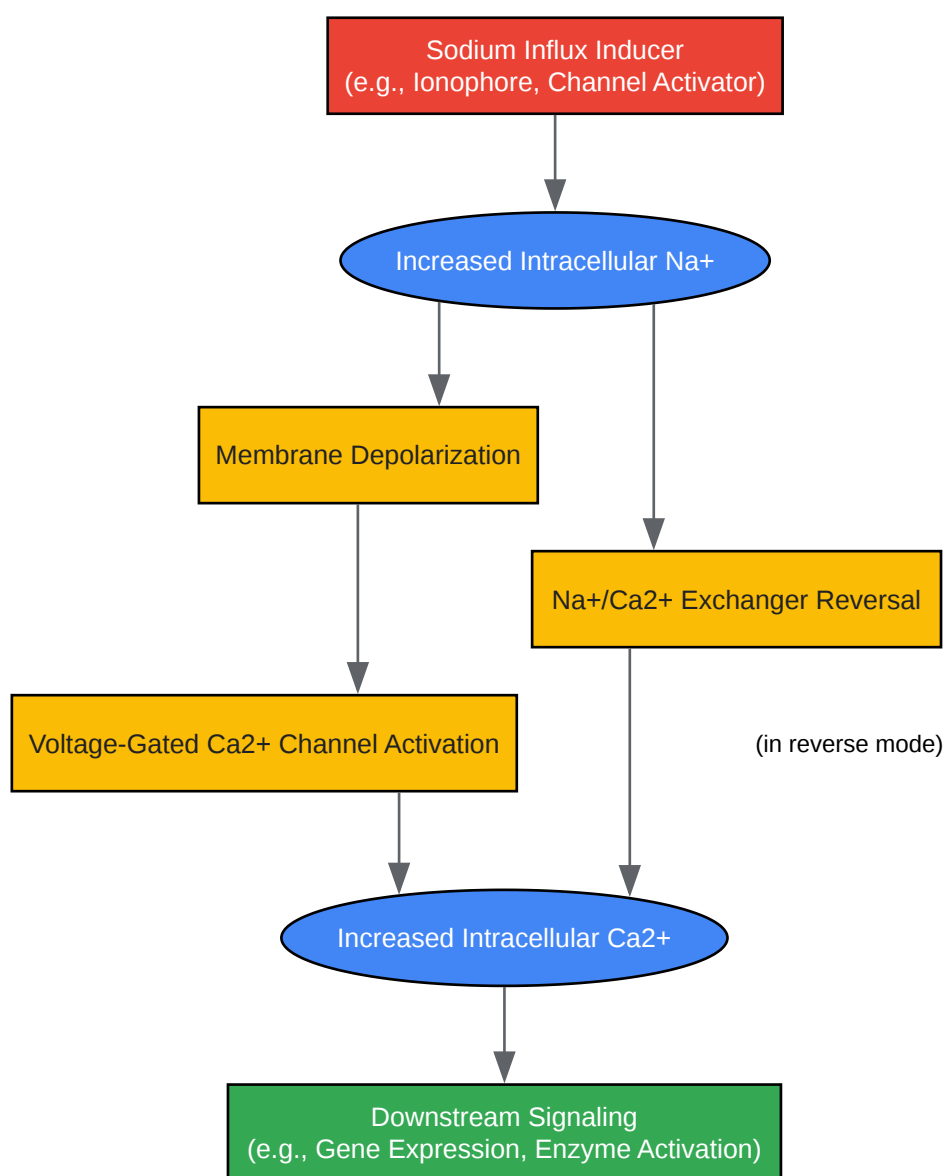 Sodium Influx Inducer
(e.g., Ionophore, Channel Activator)
Increased Intracellular Na+
Membrane Depolarization
Na+/Ca2+ Exchanger Reversal
Voltage-Gated Ca2+ Channel Activation
(in reverse mode)
Increased Intracellular Ca2+
Downstream Signaling
(e.g., Gene Expression, Enzyme Activation)